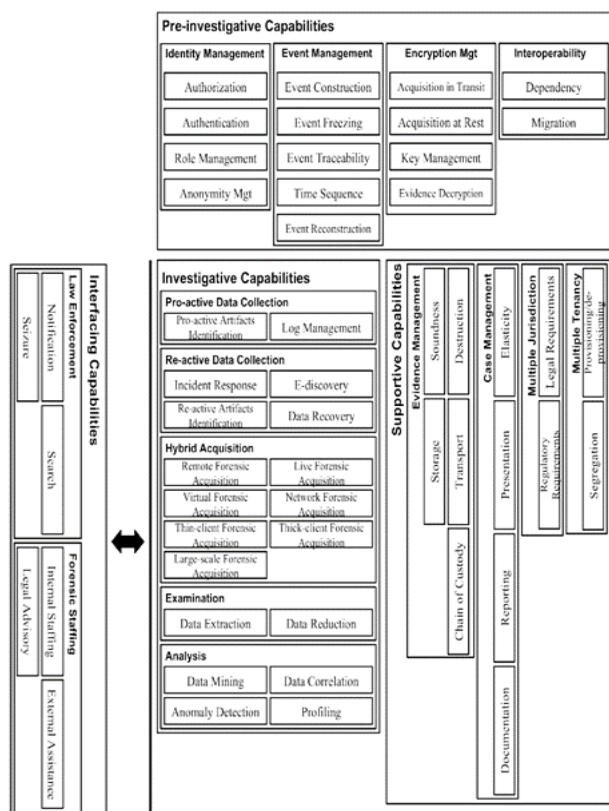 Pre-investigative Capabilities
Identity Management
Authorization
Authentication
Role Management
Anonymity Mgt
Event Management
Event Construction
Event Freezing
Event Traceability
Time Sequence
Event Reconstruction
Encryption Mgt
Acquisition in Transit
Acquisition at Rest
Key Management
Evidence Decryption
Interoperability
Dependency
Migration
Interfacing Capabilities
Law Enforcement
Notification
Search
Seizure
Forensic Staffing
Internal Staffing
External Assistance
Legal Advisory
Investigative Capabilities
Pro-active Data Collection
Pro-active Artifacts
Identification
Log Management
Re-active Data Collection
Incident Response
E-discovery
Re-active Artifacts
Identification
Data Recovery
Hybrid Acquisition
Remote Forensic
Acquisition
Live Forensic
Acquisition
Virtual Forensic
Acquisition
Network Forensic
Acquisition
Thin-client Forensic
Acquisition
Thick-client Forensic
Acquisition
Large-scale Forensic
Acquisition
Examination
Data Extraction
Data Reduction
Analysis
Data Mining
Data Correlation
Anomaly Detection
Profiling
Supportive Capabilities
Evidence Management
Soundness
Storage
Destruction
Transport
Chain of Custody
Case Management
Elasticity
Presentation
Reporting
Documentation
Multiple Jurisdiction
Legal Requirements
Regulatory
Requirements
Multiple Tenancy
Provisioning/de-
provisioning
Segregation